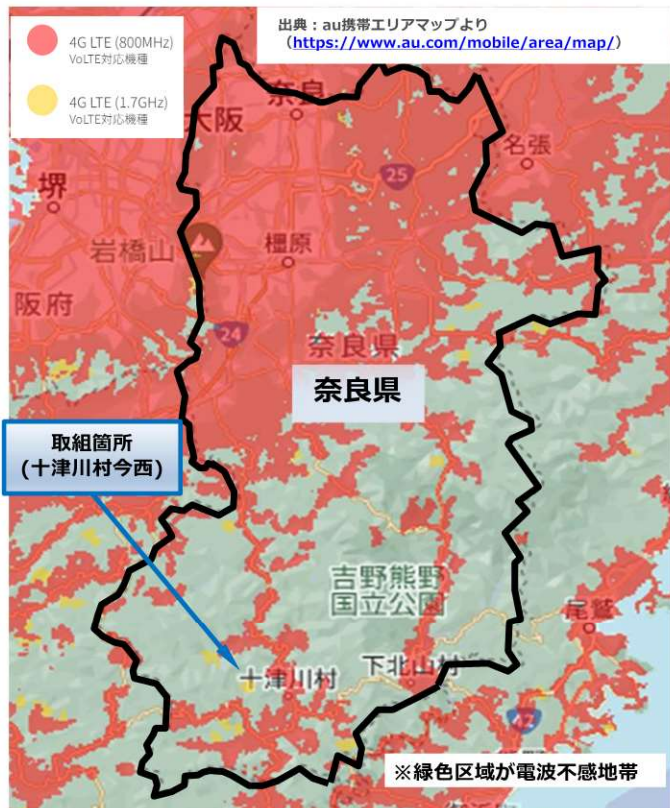 4G LTE (800MHz)
VoLTE対応機種
4G LTE (1.7GHz)
VoLTE対応機種
出典：au携帯エリアマップより
（https://www.au.com/mobile/area/map/）
奈良
大阪
名張
25
堺
岩橋山
橿原
阪府
24
奈良県
奈良県
取組箇所
(十津川村今西)
吉野熊野
国立公園
尾鷲
下北山村
十津川村
42
※緑色区域が電波不感地帯